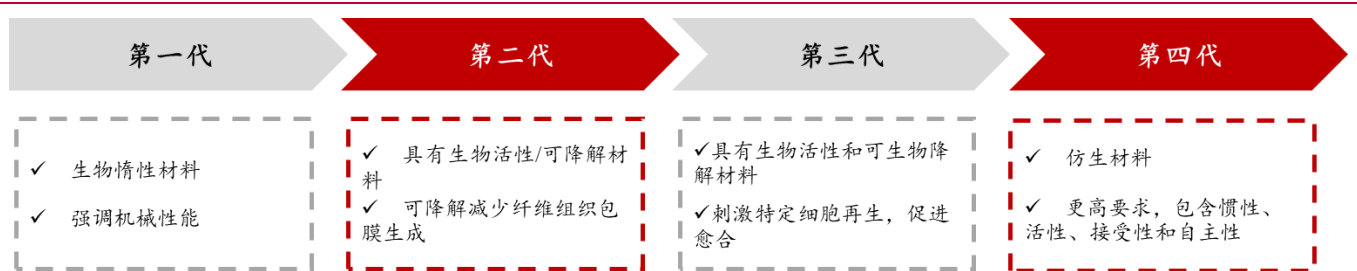 第一代
第二代
第三代
第四代
✓ 生物惰性材料
✓ 强调机械性能
✓ 具有生物活性/可降解材
料
✓ 可降解减少纤维组织包
膜生成
✓具有生物活性和可生物降
解材料
✓刺激特定细胞再生，促进
愈合
✓ 仿生材料
✓ 更高要求，包含惯性、
活性、接受性和自主性